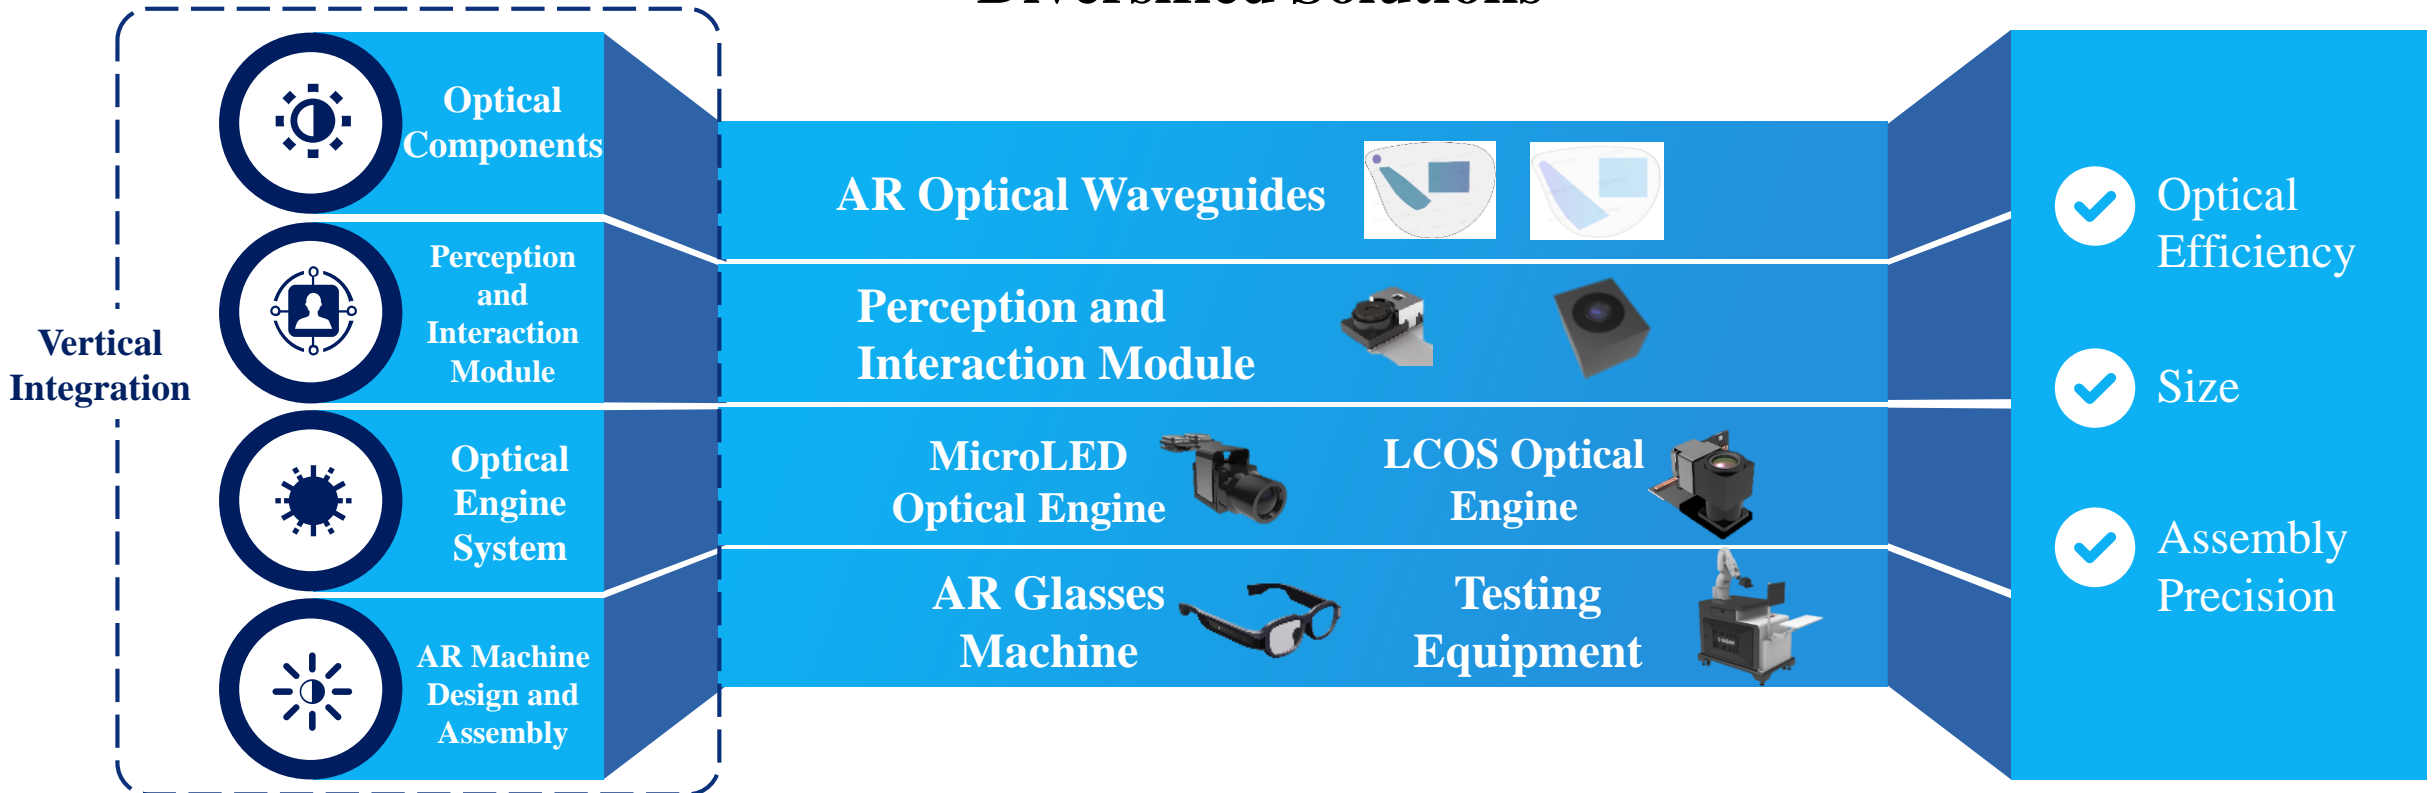 Diversified Solutions
Vertical
Integration
Optical
Components
Perception
and
Interaction
Module
Optical
Engine
System
AR Machine
Design and
Assembly
AR Optical Waveguides
Perception and
Interaction Module
MicroLED
Optical Engine
LCOS Optical
Engine
AR Glasses
Machine
Testing
Equipment
Optical
Efficiency
Size
Assembly
Precision